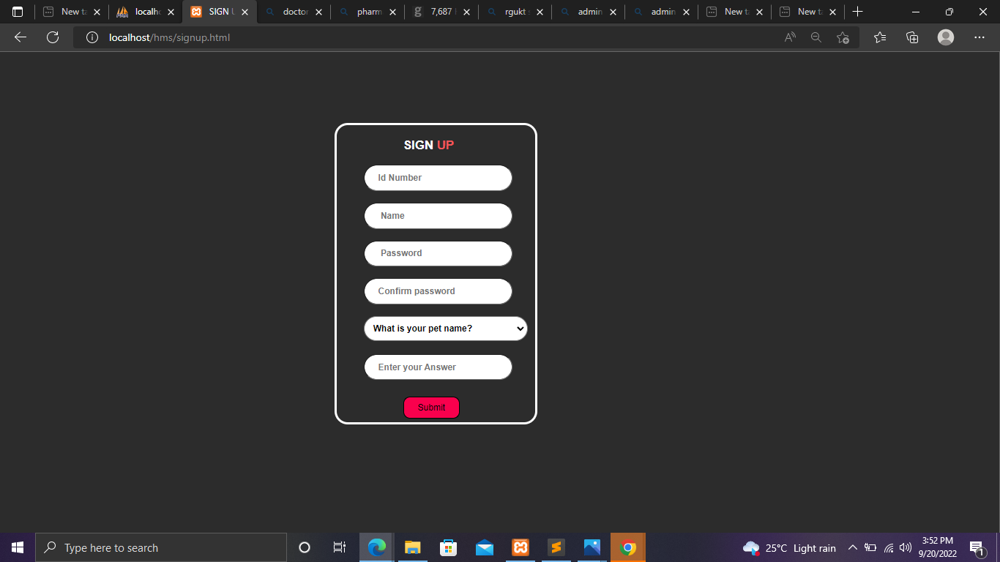 New ta
localho
SIGN U
doctor
pharm
7,687 i
rgukt s
admin
admin
New ta
New ta
localhost/hms/signup.html
SIGN UP
Id Number
Name
Password
Confirm password
What is your pet name?
Enter your Answer
Submit
Type here to search
25°C Light rain
3:52 PM
9/20/2022
1